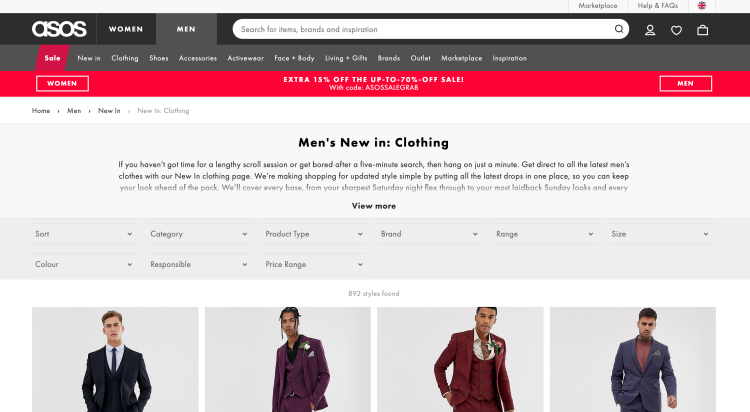 Marketplace
Help & FAQs
asos
WOMEN
MEN
Search for items, brands and inspiration
Sale
New in
Clothing
Shoes
Accessories
Activewear
Face + Body
Living + Gifts
Brands
Outlet
Marketplace
Inspiration
WOMEN
EXTRA 15% OFF THE UP-TO-70%-OFF SALE!
With code: ASOSSALEGRAB
MEN
Home › Men › New In › New In: Clothing
Men's New in: Clothing
If you haven't got time for a lengthy scroll session or get bored after a five-minute search, then hang on just a minute. Get direct to all the latest men's
clothes with our New In clothing page. We're making shopping for updated style simple by putting all the latest drops in one place, so you can keep
your look ahead of the pack. We'll cover every base, from your sharpest Saturday night flex through to your most laidback Sunday looks and every
View more
Sort
Category
Product Type
Brand
Range
Size
Colour
Responsible
Price Range
892 styles found